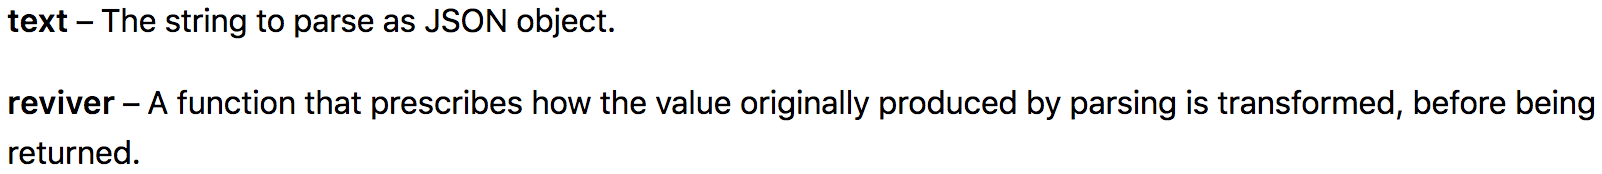 text – The string to parse as JSON object.
reviver – A function that prescribes how the value originally produced by parsing is transformed, before being
returned.